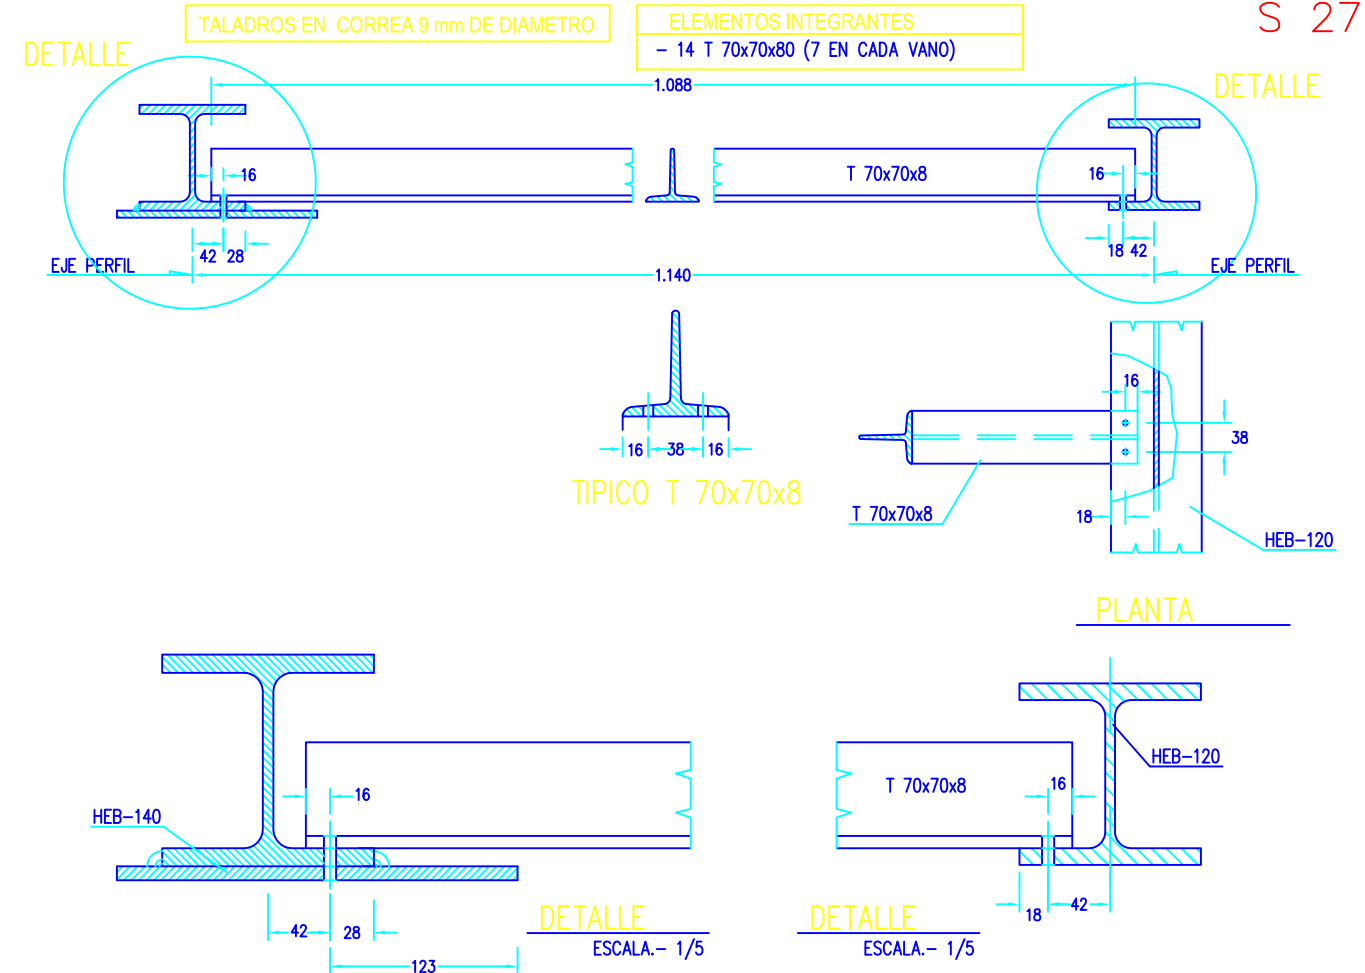 S 27
TALADROS EN CORREA 9 mm DE DIAMETRO
ELEMENTOS INTEGRANTES
- 14 T 70x70x80 (7 EN CADA VANO)
DETALLE
DETALLE
1.088
16
T 70x70x8
16
42 28
18 42
EJE PERFIL
1.140
EJE PERFIL
16
38
16 38 16
TIPICO T 70x70x8
T 70x70x8
18
HEB-120
PLANTA
HEB-120
16
T 70x70x8
16
HEB-140
42 28
18 42
DETALLE
ESCALA.- 1/5
DETALLE
ESCALA.- 1/5
123